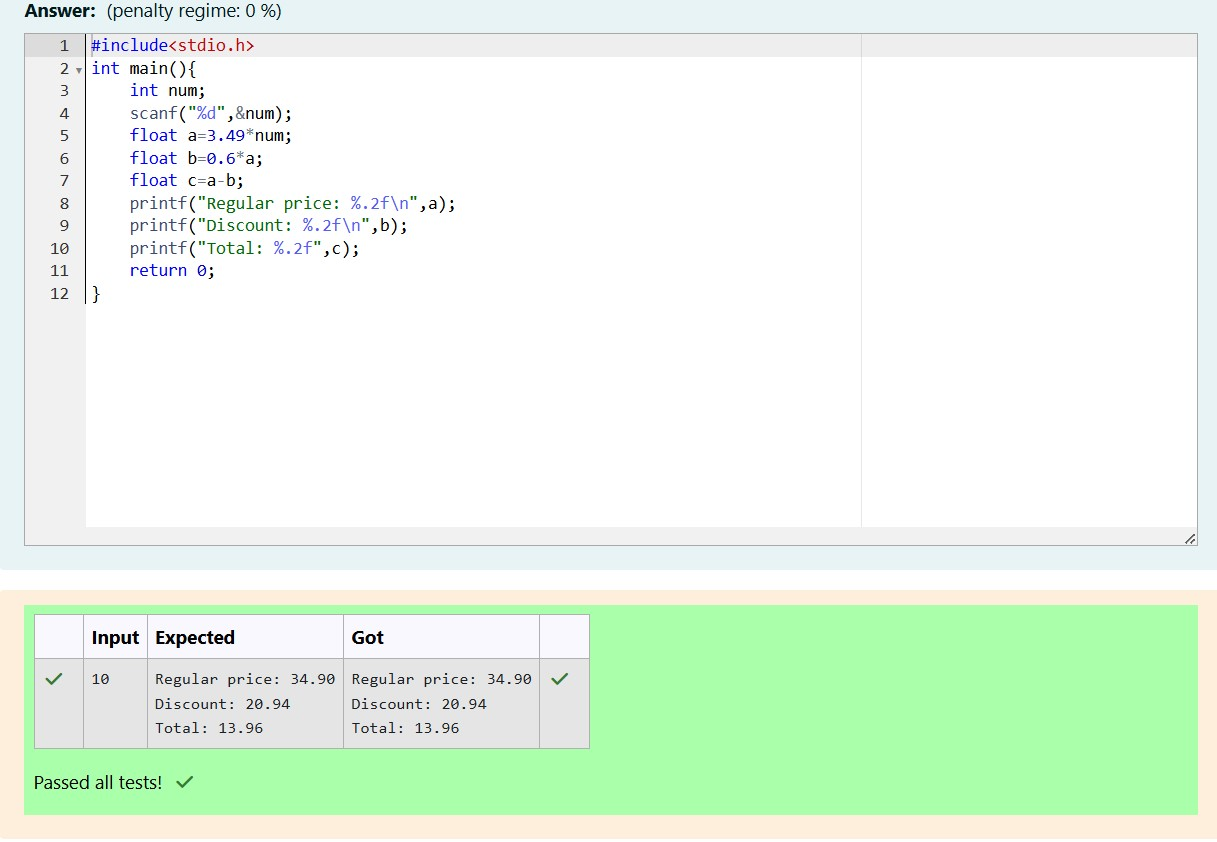 Answer: (penalty regime: 0 %)
1 #include<stdio.h>
2 int main(){
3     int num;
4     scanf("%d",&num);
5     float a=3.49*num;
6     float b=0.6*a;
7     float c=a-b;
8     printf("Regular price: %.2f\n",a);
9     printf("Discount: %.2f\n",b);
10     printf("Total: %.2f",c);
11     return 0;
12 }
Input Expected Got
10 Regular price: 34.90 Regular price: 34.90
Discount: 20.94 Discount: 20.94
Total: 13.96 Total: 13.96
Passed all tests!